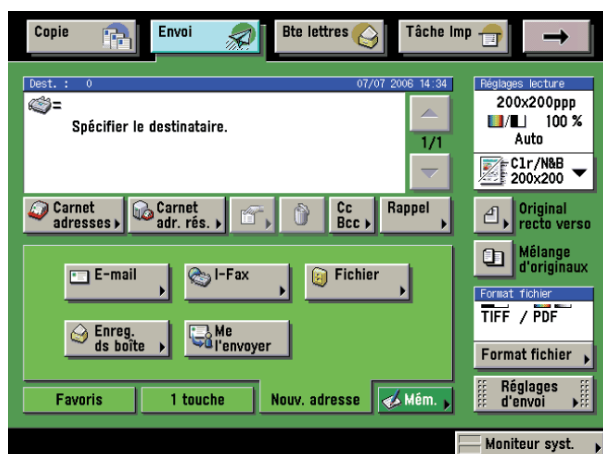 Copie
Envoi
Bte lettres
Tâche Imp
Dest. : 0
07/07 2006 14:34
Spécifier le destinataire.
1/1
Carnet
adresses
Carnet
adr. rés.
Cc
Bcc
Rappel
E-mail
I-Fax
Fichier
Enreg.
ds boîte
Me
l'envoyer
Favoris
1 touche
Nouv. adresse
Mém.
Réglages lecture
200x200ppp
/ 100 %
Auto
Clr/N&B
200x200
Original
recto verso
Mélange
d'originaux
Format fichier
TIFF / PDF
Format fichier
Réglages
d'envoi
Moniteur syst.